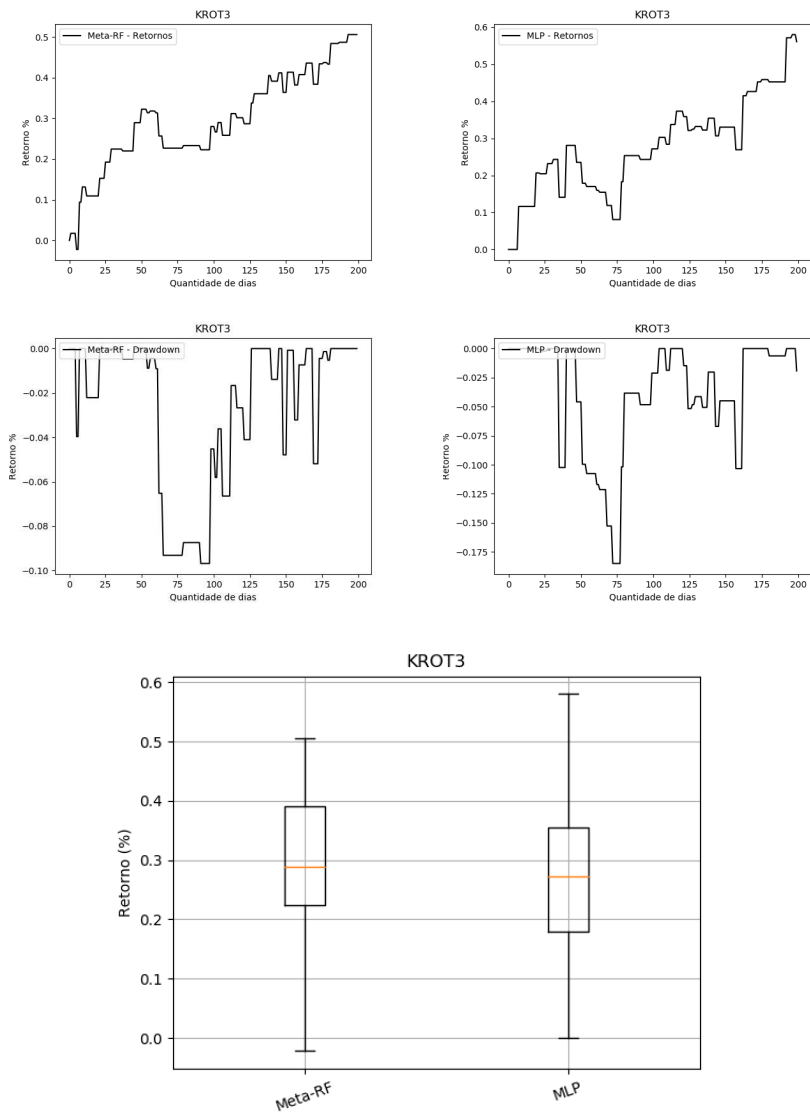 KROT3
Meta-RF - Retornos
Retorno %
0.5
0.4
0.3
0.2
0.1
0.0
0 25 50 75 100 125 150 175 200
Quantidade de dias
KROT3
MLP - Retornos
Retorno %
0.6
0.5
0.4
0.3
0.2
0.1
0.0
0 25 50 75 100 125 150 175 200
Quantidade de dias
KROT3
Meta-RF - Drawdown
Retorno %
0.00
−0.02
−0.04
−0.06
−0.08
−0.10
0 25 50 75 100 125 150 175 200
Quantidade de dias
KROT3
MLP - Drawdown
Retorno %
0.000
−0.025
−0.050
−0.075
−0.100
−0.125
−0.150
−0.175
0 25 50 75 100 125 150 175 200
Quantidade de dias
KROT3
Retorno (%)
0.6
0.5
0.4
0.3
0.2
0.1
0.0
Meta-RF
MLP